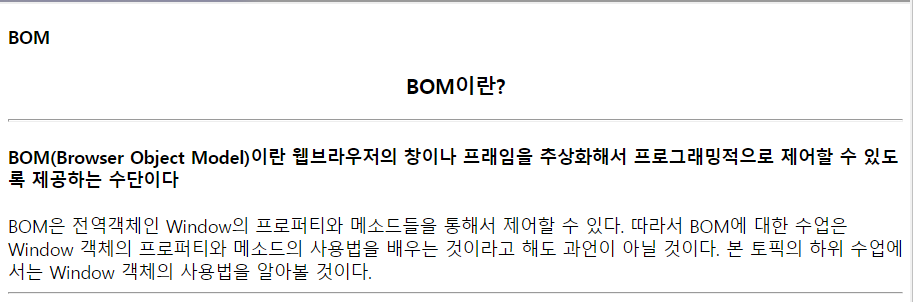 BOM
BOM이란?
BOM(Browser Object Model)이란 웹브라우저의 창이나 프래임을 추상화해서 프로그래밍적으로 제어할 수 있도
록 제공하는 수단이다
BOM은 전역객체인 Window의 프로퍼티와 메소드들을 통해서 제어할 수 있다. 따라서 BOM에 대한 수업은
Window 객체의 프로퍼티와 메소드의 사용법을 배우는 것이라고 해도 과언이 아닐 것이다. 본 토픽의 하위 수업에
서는 Window 객체의 사용법을 알아볼 것이다.